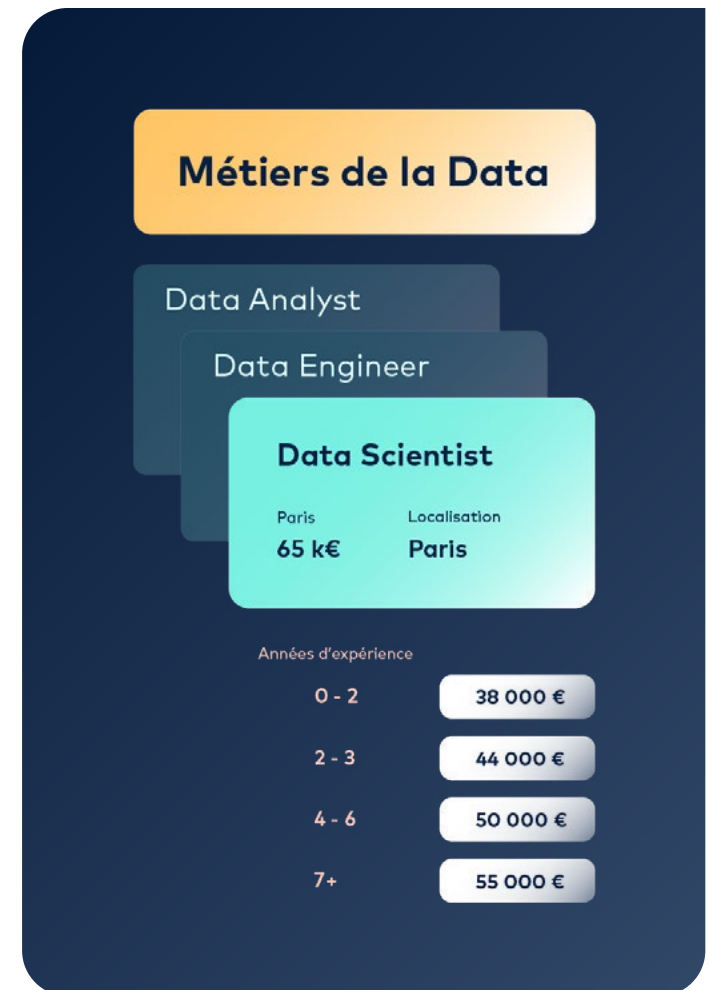 Métiers de la Data
Data Analyst
Data Engineer
Data Scientist
Paris Localisation
65 k€ Paris
Années d'expérience
0 - 2 38 000 €
2 - 3 44 000 €
4 - 6 50 000 €
7+ 55 000 €